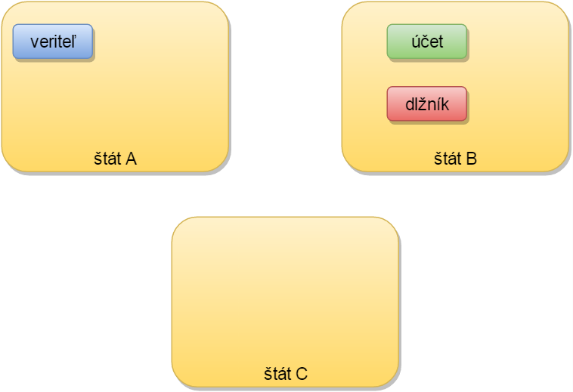 veriteľ
účet
dlžník
štát A
štát B
štát C